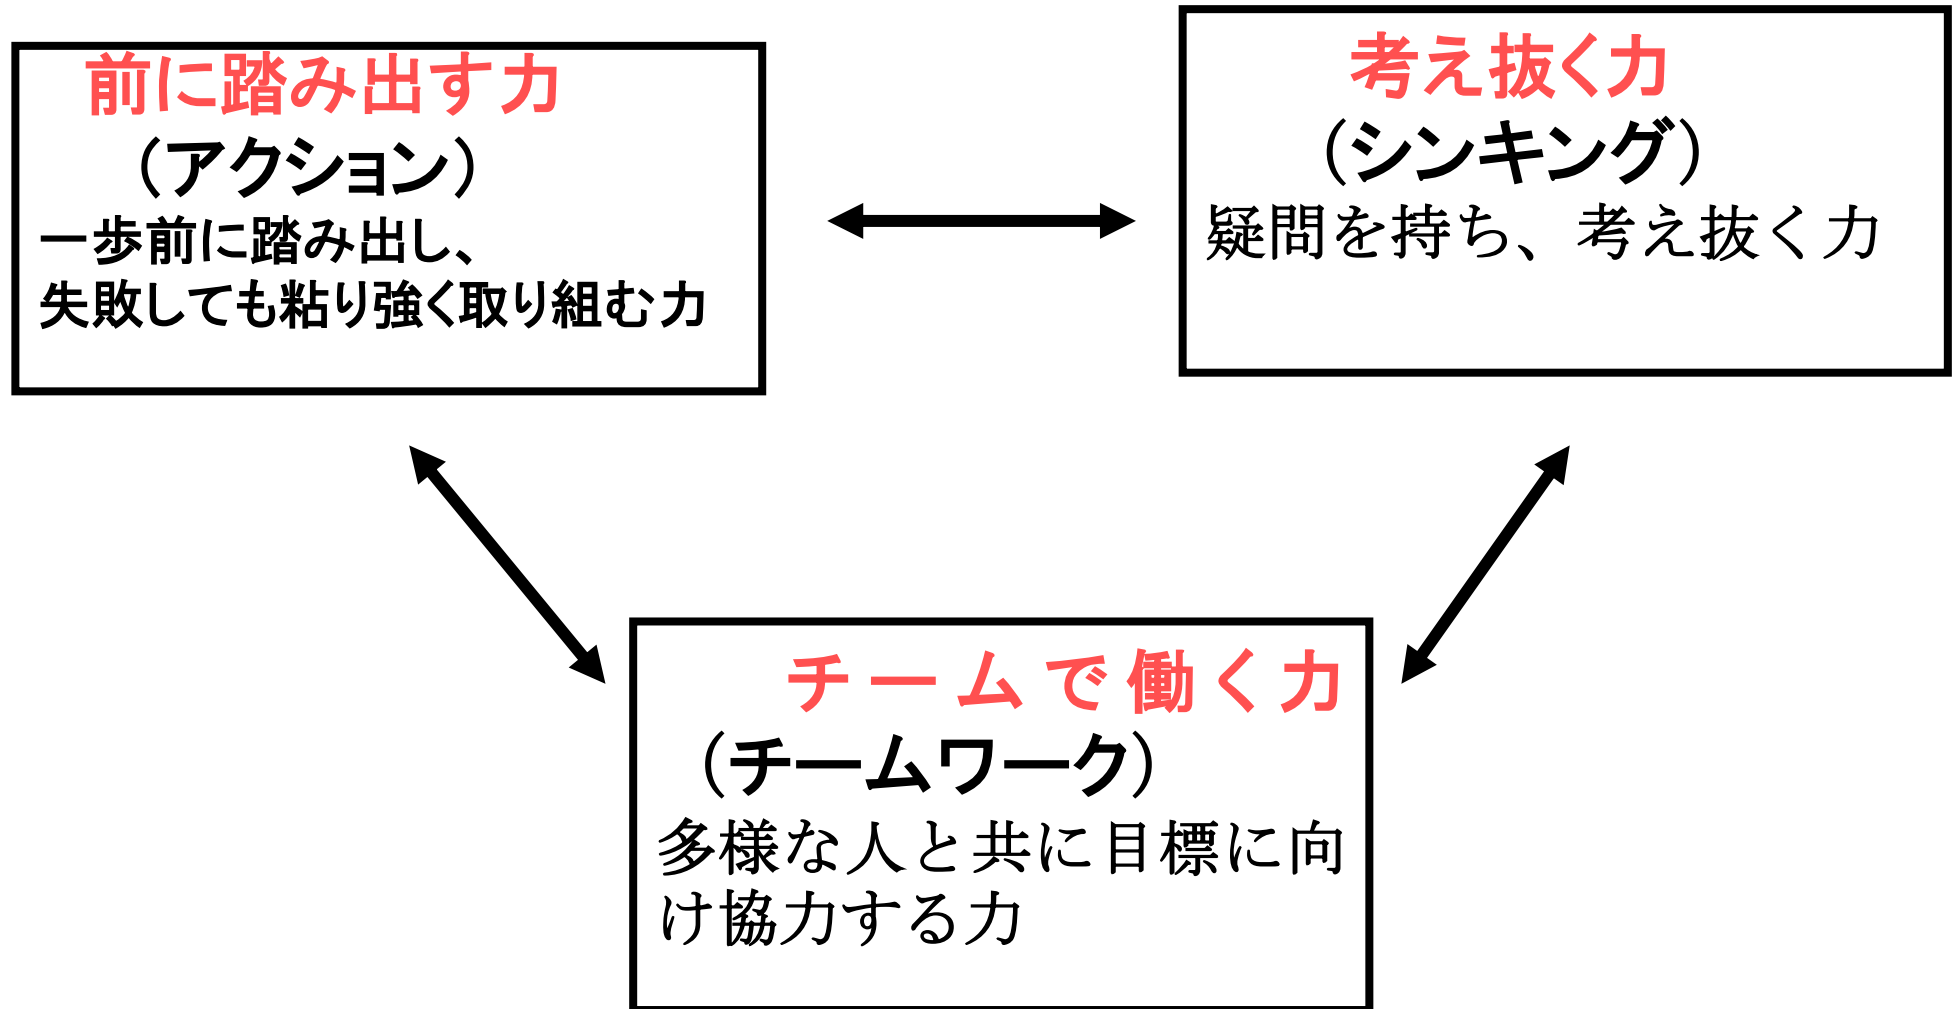 前に踏み出す力
（アクション）
一歩前に踏み出し、
失敗しても粘り強く取り組む力
考え抜く力
（シンキング）
疑問を持ち、考え抜く力
チームで働く力
（チームワーク）
多様な人と共に目標に向
け協力する力